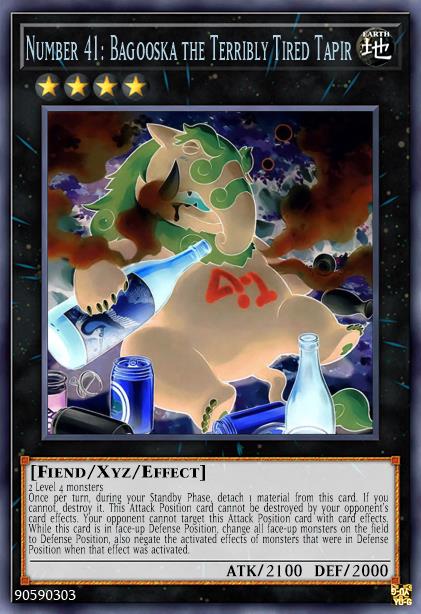 NUMBER 41: BAGOOSKA THE TERRIBLY TIRED TAPIR
EARTH
地
41
[FIEND/XYZ/EFFECT]
2 Level 4 monsters
Once per turn, during your Standby Phase, detach 1 material from this card. If you
cannot, destroy it. This Attack Position card cannot be destroyed by your opponent's
card effects. Your opponent cannot target this Attack Position card with card effects.
While this card is in face-up Defense Position, change all face-up monsters on the field
to Defense Position, also negate the activated effects of monsters that were in Defense
Position when that effect was activated.
ATK/2100 DEF/2000
90590303